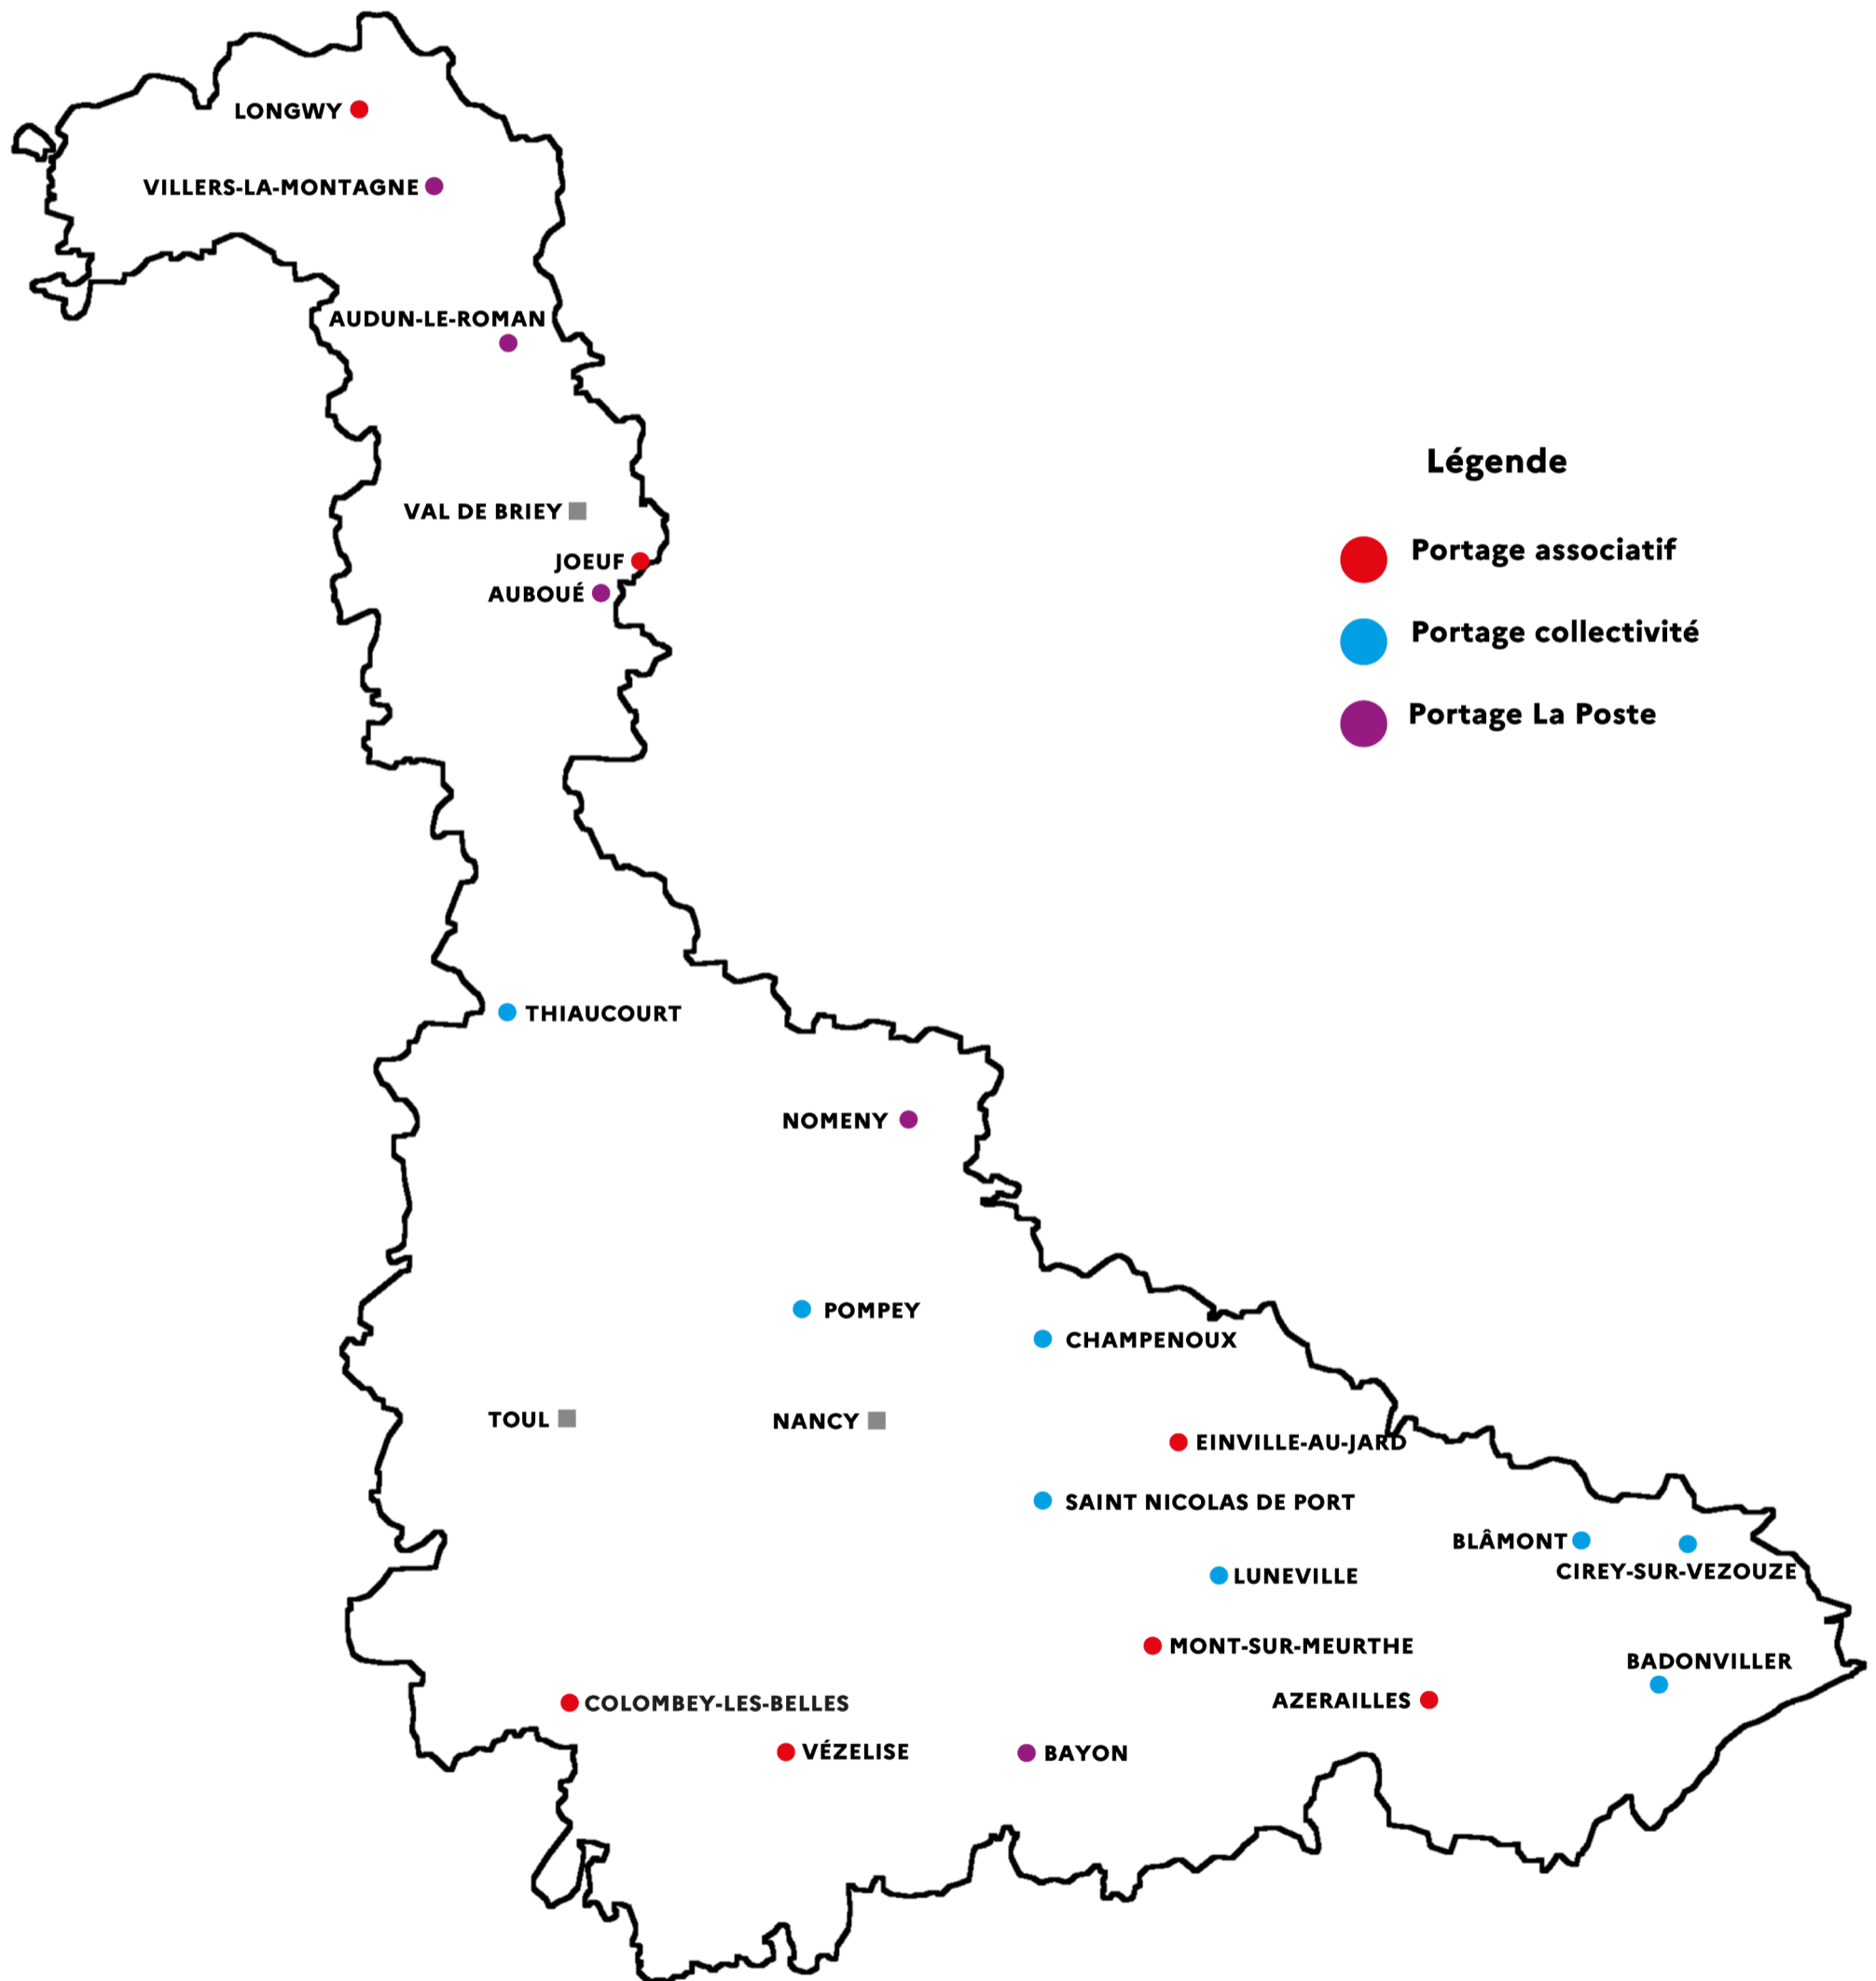 LONGWY
VILLERS-LA-MONTAGNE
AUDUN-LE-ROMAN
Légende
VAL DE BRIEY
Portage associatif
JOEUF
AUBOUÉ
Portage collectivité
Portage La Poste
THIAUCOURT
NOMENY
POMPEY
CHAMPENOUX
TOUL
NANCY
EINVILLE-AU-JARD
SAINT NICOLAS DE PORT
BLÂMONT
CIREY-SUR-VEZOUZE
LUNEVILLE
MONT-SUR-MEURTHE
BADONVILLER
AZERAILLES
COLOMBEY-LES-BELLES
VÉZELISE
BAYON